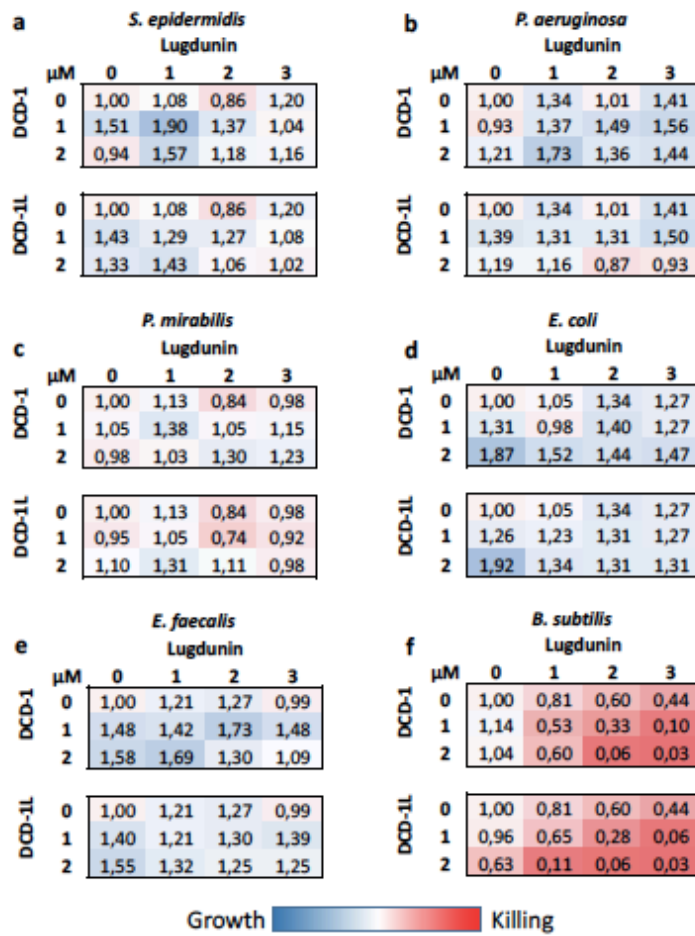 a S. epidermidis
Lugdunin
µM 0 1 2 3
DCD-1
0 1,00 1,08 0,86 1,20
1 1,51 1,90 1,37 1,04
2 0,94 1,57 1,18 1,16
DCD-1L
0 1,00 1,08 0,86 1,20
1 1,43 1,29 1,27 1,08
2 1,33 1,43 1,06 1,02
b P. aeruginosa
Lugdunin
µM 0 1 2 3
DCD-1
0 1,00 1,34 1,01 1,41
1 0,93 1,37 1,49 1,56
2 1,21 1,73 1,36 1,44
DCD-1L
0 1,00 1,34 1,01 1,41
1 1,39 1,31 1,31 1,50
2 1,19 1,16 0,87 0,93
c P. mirabilis
Lugdunin
µM 0 1 2 3
DCD-1
0 1,00 1,13 0,84 0,98
1 1,05 1,38 1,05 1,15
2 0,98 1,03 1,30 1,23
DCD-1L
0 1,00 1,13 0,84 0,98
1 0,95 1,05 0,74 0,92
2 1,10 1,31 1,11 0,98
d E. coli
Lugdunin
µM 0 1 2 3
DCD-1
0 1,00 1,05 1,34 1,27
1 1,31 0,98 1,40 1,27
2 1,87 1,52 1,44 1,47
DCD-1L
0 1,00 1,05 1,34 1,27
1 1,26 1,23 1,31 1,27
2 1,92 1,34 1,31 1,31
e E. faecalis
Lugdunin
µM 0 1 2 3
DCD-1
0 1,00 1,21 1,27 0,99
1 1,48 1,42 1,73 1,48
2 1,58 1,69 1,30 1,09
DCD-1L
0 1,00 1,21 1,27 0,99
1 1,40 1,21 1,30 1,39
2 1,55 1,32 1,25 1,25
f B. subtilis
Lugdunin
µM 0 1 2 3
DCD-1
0 1,00 0,81 0,60 0,44
1 1,14 0,53 0,33 0,10
2 1,04 0,60 0,06 0,03
DCD-1L
0 1,00 0,81 0,60 0,44
1 0,96 0,65 0,28 0,06
2 0,63 0,11 0,06 0,03
Growth Killing